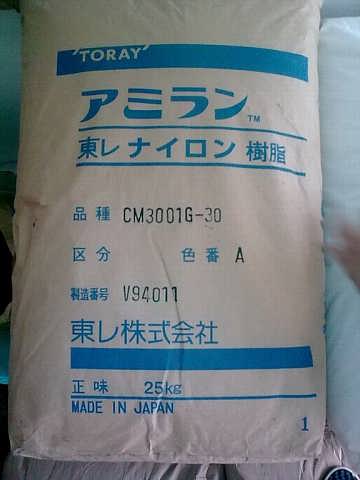 'TORAY'
アミラン™
東レ ナイロン 樹脂
品種 CM3001G-30
区分 色番 A
製造番号 V94011
東レ株式会社
正味 25kg
MADE IN JAPAN
1